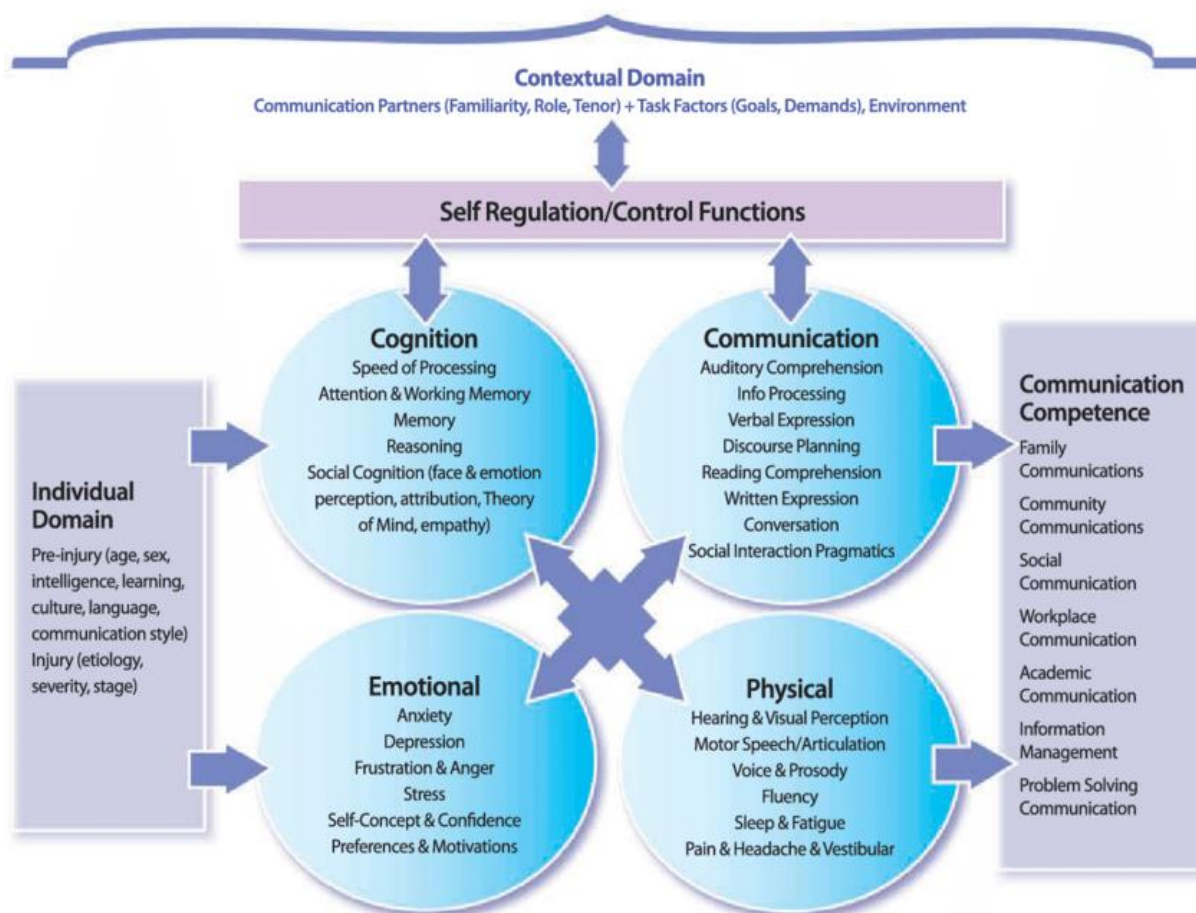 Contextual Domain
Communication Partners (Familiarity, Role, Tenor) + Task Factors (Goals, Demands), Environment
Self Regulation/Control Functions
Individual
Domain
Pre-injury (age, sex,
intelligence, learning,
culture, language,
communication style)
Injury (etiology,
severity, stage)
Cognition
Speed of Processing
Attention & Working Memory
Memory
Reasoning
Social Cognition (face & emotion
perception, attribution, Theory
of Mind, empathy)
Communication
Auditory Comprehension
Info Processing
Verbal Expression
Discourse Planning
Reading Comprehension
Written Expression
Conversation
Social Interaction Pragmatics
Emotional
Anxiety
Depression
Frustration & Anger
Stress
Self-Concept & Confidence
Preferences & Motivations
Physical
Hearing & Visual Perception
Motor Speech/Articulation
Voice & Prosody
Fluency
Sleep & Fatigue
Pain & Headache & Vestibular
Communication
Competence
Family
Communications
Community
Communications
Social
Communication
Workplace
Communication
Academic
Communication
Information
Management
Problem Solving
Communication